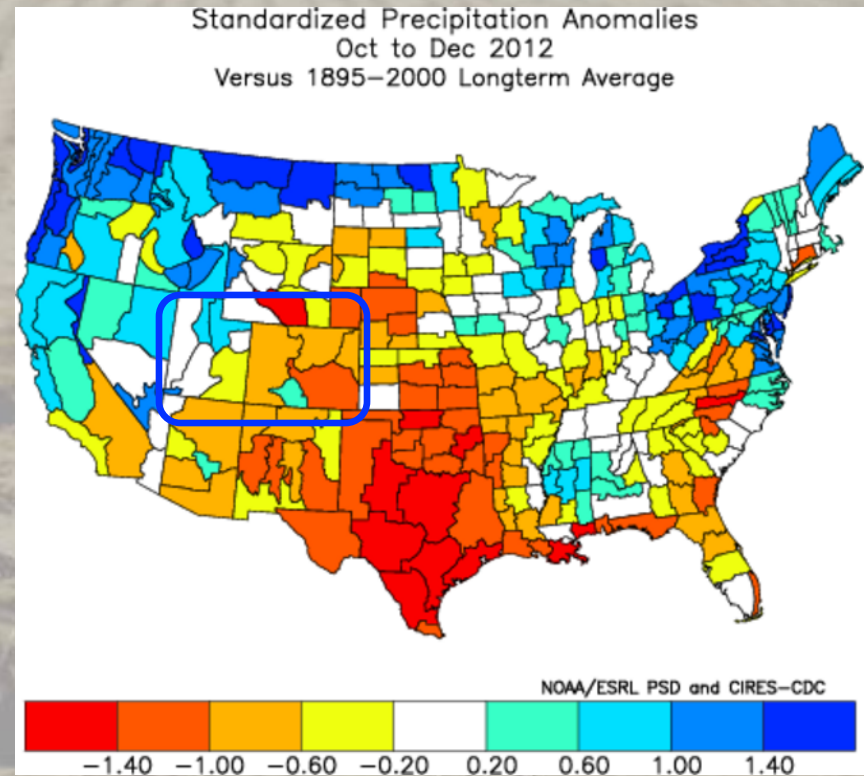 Standardized Precipitation Anomalies
Oct to Dec 2012
Versus 1895−2000 Longterm Average
NOAA/ESRL PSD and CIRES−CDC
−1.40 −1.00 −0.60 −0.20 0.20 0.60 1.00 1.40